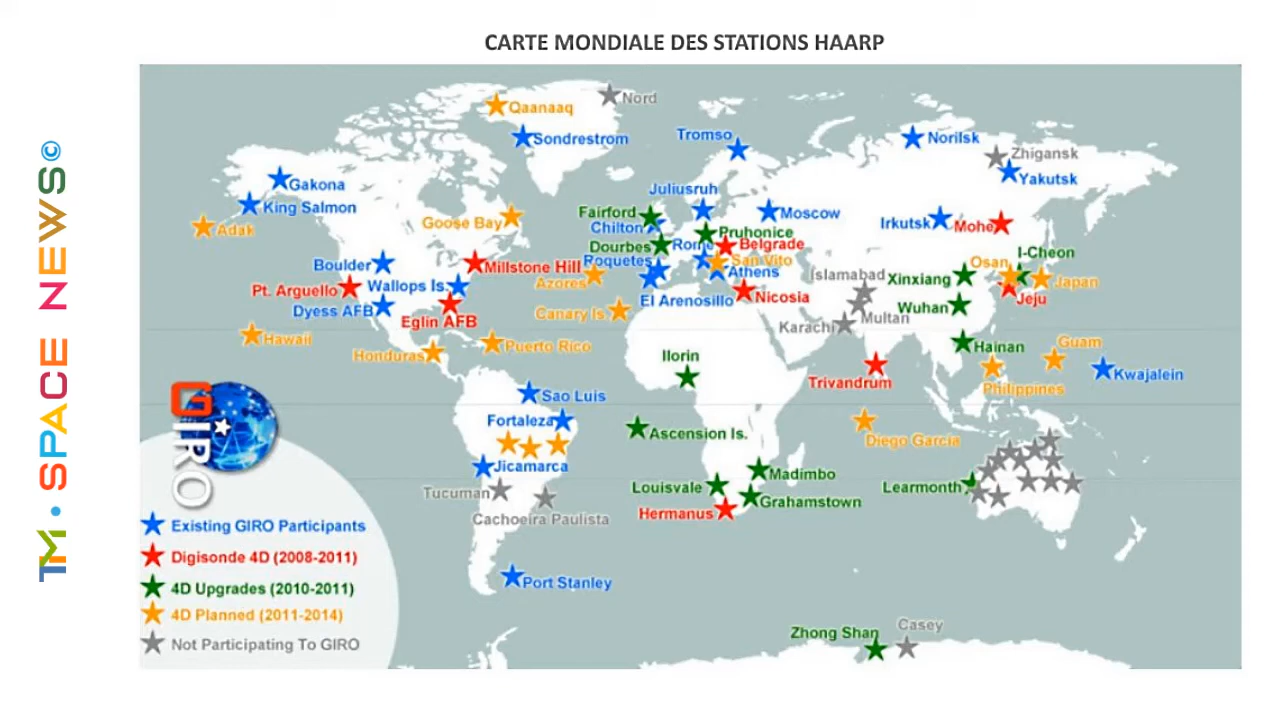 CARTE MONDIALE DES STATIONS HAARP
TM • SPACE NEWS©
Qaanaaq
Nord
Sondrestrom
Tromso
Norilsk
Zhigansk
Yakutsk
Gakona
King Salmon
Adak
Goose Bay
Juliusruh
Fairford
Chilton
Moscow
Irkutsk
Mohe
Dourbes
Rome
Pruhonice
Belgrade
I-Cheon
Boulder
Millstone Hill
Roquetes
San Vito
Athens
Osan
Islamabad
Xinxiang
Japan
Pt. Arguello
Wallops Is.
Azores
El Arenosillo
Nicosia
Jeju
Dyess AFB
Eglin AFB
Canary Is.
Karachi
Multan
Wuhan
Hawaii
Honduras
Puerto Rico
Ilorin
Hainan
Guam
Trivandrum
Philippines
Kwajalein
Sao Luis
Fortaleza
Ascension Is.
Diego Garcia
Jicamarca
Madimbo
Tucuman
Louisvale
Learmonth
Cachoeira Paulista
Hermanus
Grahamstown
Port Stanley
Zhong Shan
Casey
GIRO
Existing GIRO Participants
Digisonde 4D (2008-2011)
4D Upgrades (2010-2011)
4D Planned (2011-2014)
Not Participating To GIRO